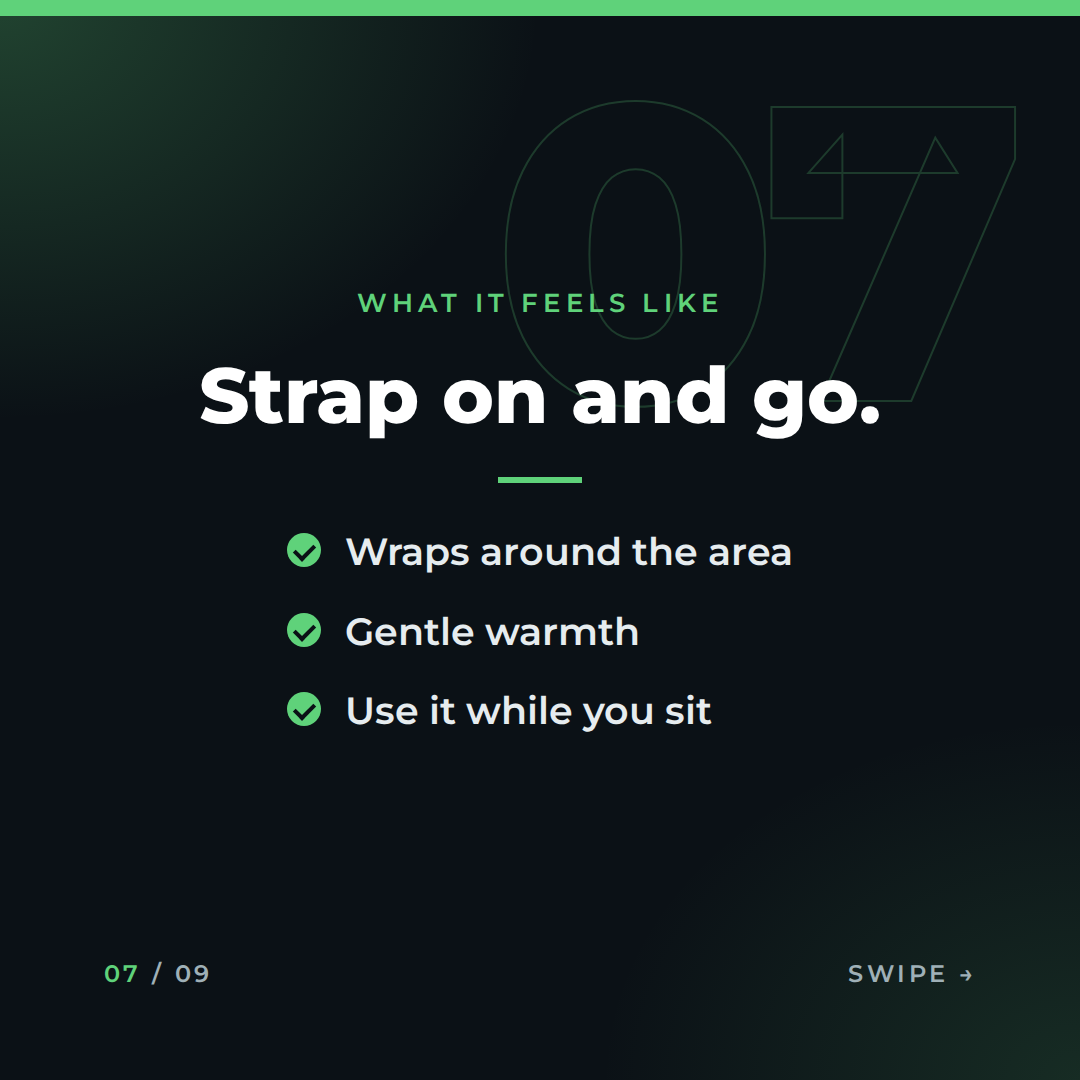 07
WHAT IT FEELS LIKE
Strap on and go.
Wraps around the area
Gentle warmth
Use it while you sit
07 / 09
SWIPE →